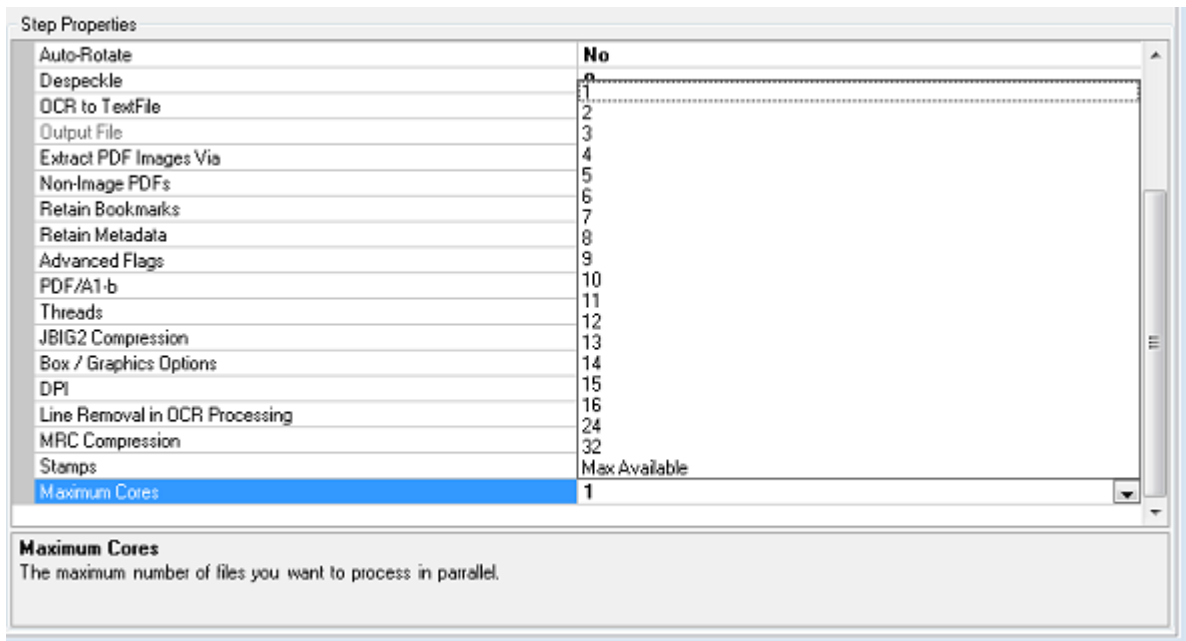 Step Properties
Auto-Rotate No
Despeckle
OCR to TextFile
Output File
Extract PDF Images Via
Non-Image PDFs
Retain Bookmarks
Retain Metadata
Advanced Flags
PDF/A1-b
Threads
JBIG2 Compression
Box / Graphics Options
DPI
Line Removal in OCR Processing
MRC Compression
Stamps
1
2
3
4
5
6
7
8
9
10
11
12
13
14
15
16
24
32
Max Available
Maximum Cores 1
Maximum Cores
The maximum number of files you want to process in parrallel.